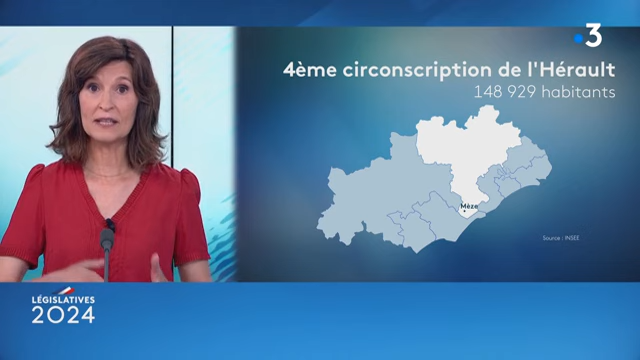 3
4ème circonscription de l'Hérault
148 929 habitants
Mèze
Source : INSEE
LÉGISLATIVES
2024